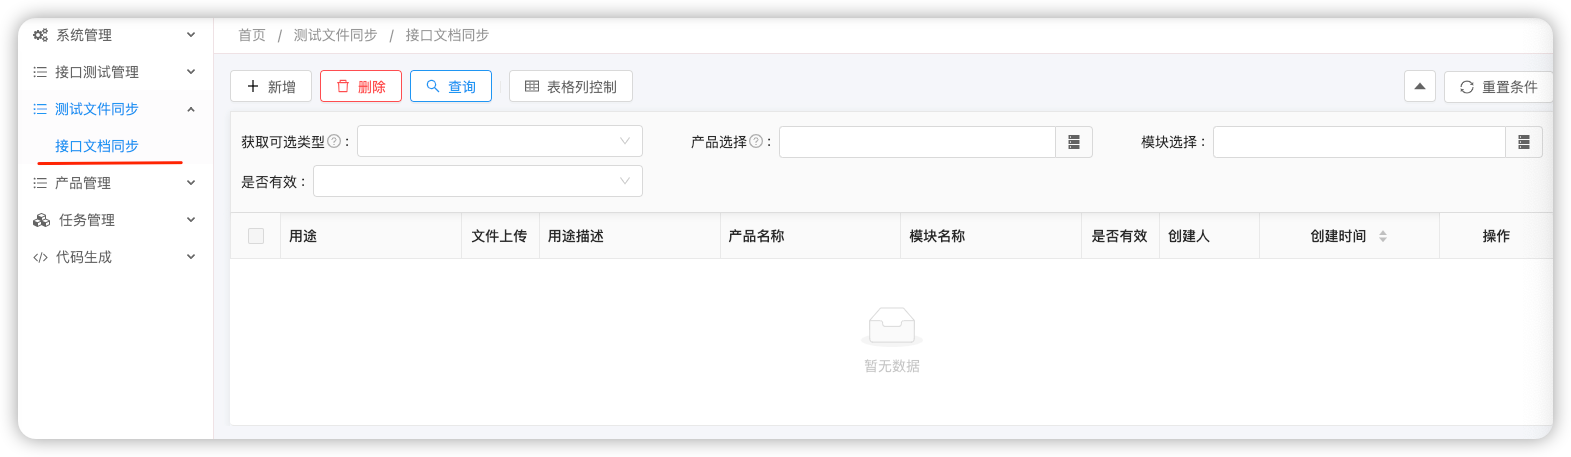 系统管理
接口测试管理
测试文件同步
接口文档同步
产品管理
任务管理
代码生成
首页 / 测试文件同步 / 接口文档同步
新增 删除 查询 表格列控制 重置条件
获取可选类型 : 产品选择 : 模块选择 :
是否有效 :
用途 文件上传 用途描述 产品名称 模块名称 是否有效 创建人 创建时间 操作
暂无数据